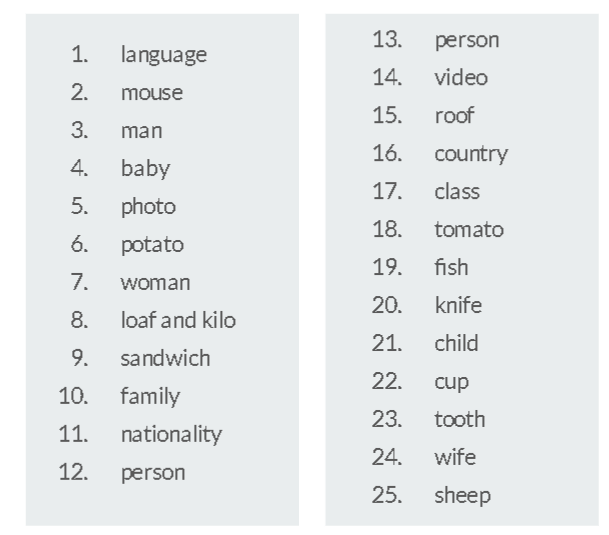 1. language
2. mouse
3. man
4. baby
5. photo
6. potato
7. woman
8. loaf and kilo
9. sandwich
10. family
11. nationality
12. person
13. person
14. video
15. roof
16. country
17. class
18. tomato
19. fish
20. knife
21. child
22. cup
23. tooth
24. wife
25. sheep